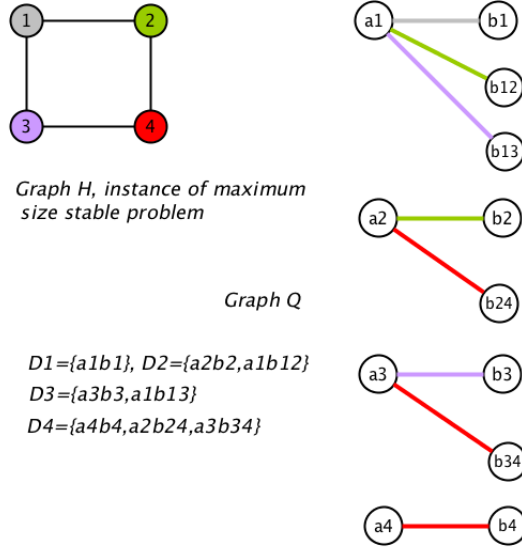 1
2
3
4
a1
b1
b12
b13
Graph H, instance of maximum
size stable problem
a2
b2
b24
Graph Q
D1={a1b1}, D2={a2b2,a1b12}
D3={a3b3,a1b13}
D4={a4b4,a2b24,a3b34}
a3
b3
b34
a4
b4